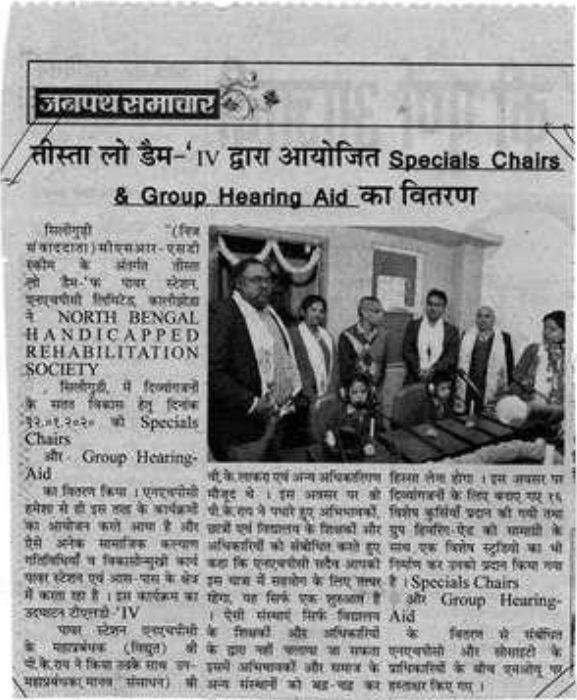 जनपथ समाचार
तीस्ता लो डैम-‘IV द्वारा आयोजित Specials Chairs
& Group Hearing Aid का वितरण
सिलीगुड़ी (निज
संवाददाता) सीएसआर-एसडी
स्कीम के अंतर्गत तीस्ता
लो डैम- पावर स्टेशन,
एनएचपीसी लिमिटेड, कालीझोड़ा
ने NORTH BENGAL
HANDICAPPED
REHABILITATION
SOCIETY
, सिलीगुड़ी, में दिव्यांगजनों
के सतत विकास हेतु दिनांक
२२.०१.२०२० को Specials
Chairs
और Group Hearing-
Aid
का वितरण किया । एनएचपीसी
हमेशा से ही इस तरह के कार्यक्रमों
का आयोजन करते आया है और
ऐसे अनेक सामाजिक कल्याण
गतिविधियाँ व विकासोन्मुखी कार्य
पावर स्टेशन एवं आस-पास के क्षेत्र
में करता रहा है । इस कार्यक्रम का
उदघाटन टीएलडी-‘IV
पावर स्टेशन एनएचपीसी
के महाप्रबंधक (विद्युत) श्री
पी.के.राय ने किया उनके साथ उप-
महाप्रबंधक( मानव संसाधन) श्री
वी.के.लाकरा एवं अन्य अधिकारिगण
मौजूद थे । इस अवसर पर श्री
पी.के.राय ने पधारे हुए अभिभावकों,
छात्रों एवं विद्यालय के शिक्षकों और
अधिकारियों को संबोधित करते हुए
कहा कि एनएचपीसी सदैव आपकी
इस यात्रा में सहयोग के लिए तत्पर
रहेगा, यह सिर्फ एक शुरुआत है
। ऐसी संस्थाएं सिर्फ विद्यालय
के शिक्षकों और अधिकारियों
के द्वारा नहीं चलाया जा सकता
इसमें अभिभावकों और समाज के
अन्य संस्थानों को बढ़-चढ़ कर
हिस्सा लेना होगा । इस अवसर पर
दिव्यांगजनों के लिए बनाए गए १६
विशेष कुर्सियाँ प्रदान की गयी तथा
ग्रुप हियरिंग-ऐड की सामग्री के
साथ एक विशेष स्टूडियो का भी
निर्माण कर उनको प्रदान किया गया
है । Specials Chairs
और Group Hearing-
Aid
के वितरण से संबंधित
एनएचपीसी और सोसाइटी के
प्राधिकारियों के बीच एमओयू पर
हस्ताक्षर किए गए ।